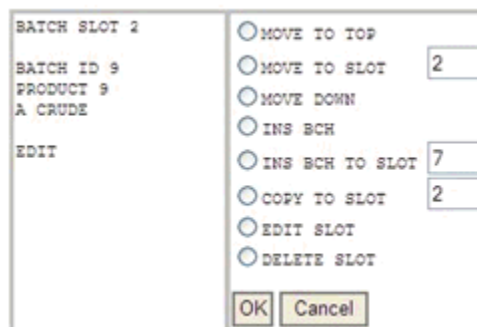 BATCH SLOT 2
BATCH ID 9
PRODUCT 9
A CRUDE
EDIT
MOVE TO TOP
MOVE TO SLOT 2
MOVE DOWN
INS BCH
INS BCH TO SLOT 7
COPY TO SLOT 2
EDIT SLOT
DELETE SLOT
OK Cancel